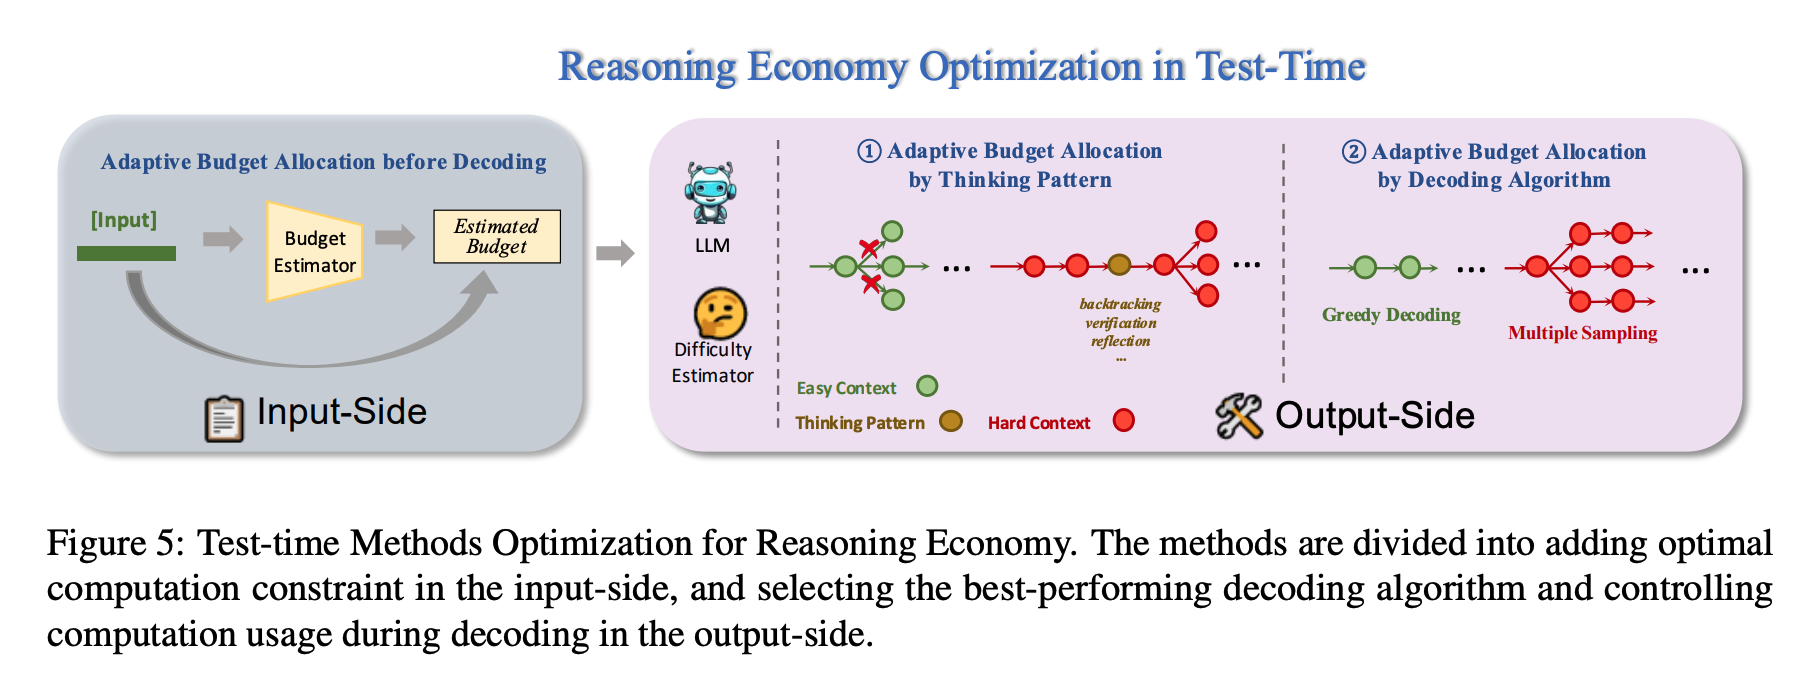 Reasoning Economy Optimization in Test-Time
Adaptive Budget Allocation before Decoding
[Input]
Budget
Estimator
Estimated
Budget
Input-Side
LLM
Difficulty
Estimator
① Adaptive Budget Allocation
by Thinking Pattern
...
backtracking
verification
reflection
...
...
Easy Context
Thinking Pattern
Hard Context
② Adaptive Budget Allocation
by Decoding Algorithm
...
Greedy Decoding
Multiple Sampling
...
Output-Side
Figure 5: Test-time Methods Optimization for Reasoning Economy. The methods are divided into adding optimal
computation constraint in the input-side, and selecting the best-performing decoding algorithm and controlling
computation usage during decoding in the output-side.